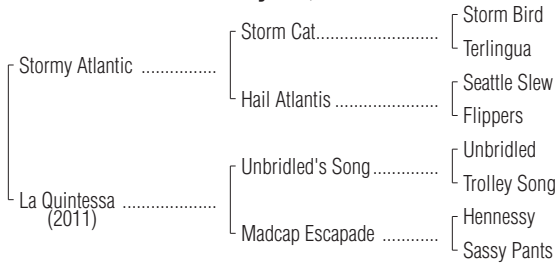 Storm Bird
Storm Cat....................
Terlingua
Stormy Atlantic ................
Seattle Slew
Hail Atlantis .................
Flippers
Unbridled
Unbridled's Song..............
Trolley Song
La Quintessa ....................
(2011)
Hennessy
Madcap Escapade ............
Sassy Pants